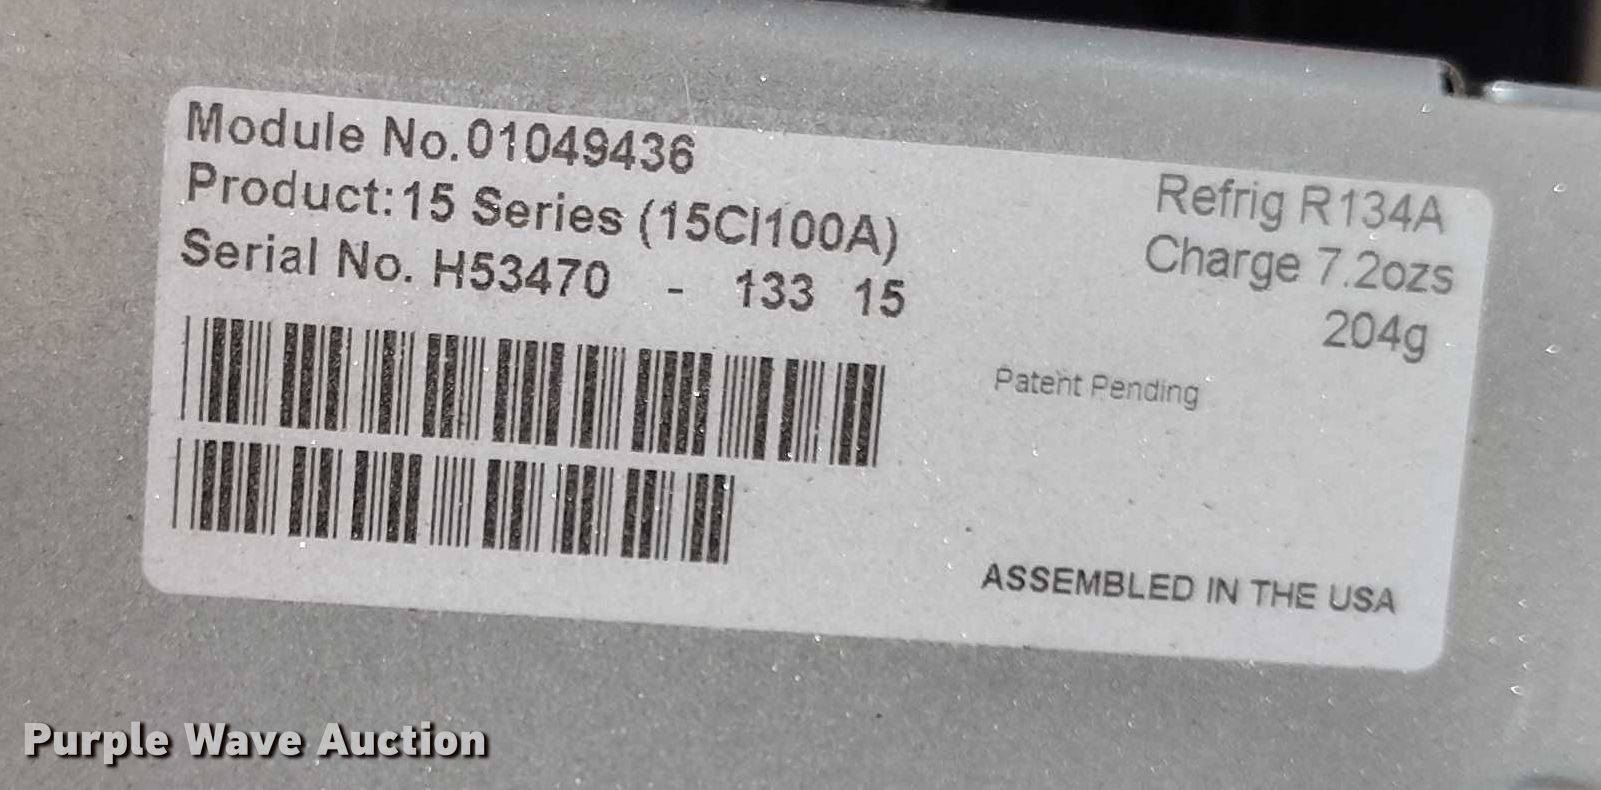 Module No.01049436
Product:15 Series (15CI100A)
Serial No. H53470 - 133 15
Refrig R134A
Charge 7.2ozs
204g
Patent Pending
ASSEMBLED IN THE USA
Purple Wave Auction